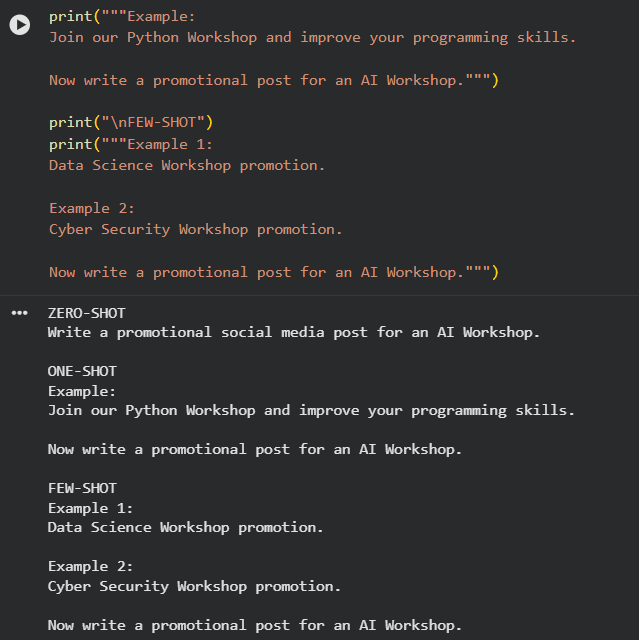 print("""Example:
Join our Python Workshop and improve your programming skills.
Now write a promotional post for an AI Workshop.""")
print("\nFEW-SHOT")
print("""Example 1:
Data Science Workshop promotion.
Example 2:
Cyber Security Workshop promotion.
Now write a promotional post for an AI Workshop.""")
ZERO-SHOT
Write a promotional social media post for an AI Workshop.
ONE-SHOT
Example:
Join our Python Workshop and improve your programming skills.
Now write a promotional post for an AI Workshop.
FEW-SHOT
Example 1:
Data Science Workshop promotion.
Example 2:
Cyber Security Workshop promotion.
Now write a promotional post for an AI Workshop.